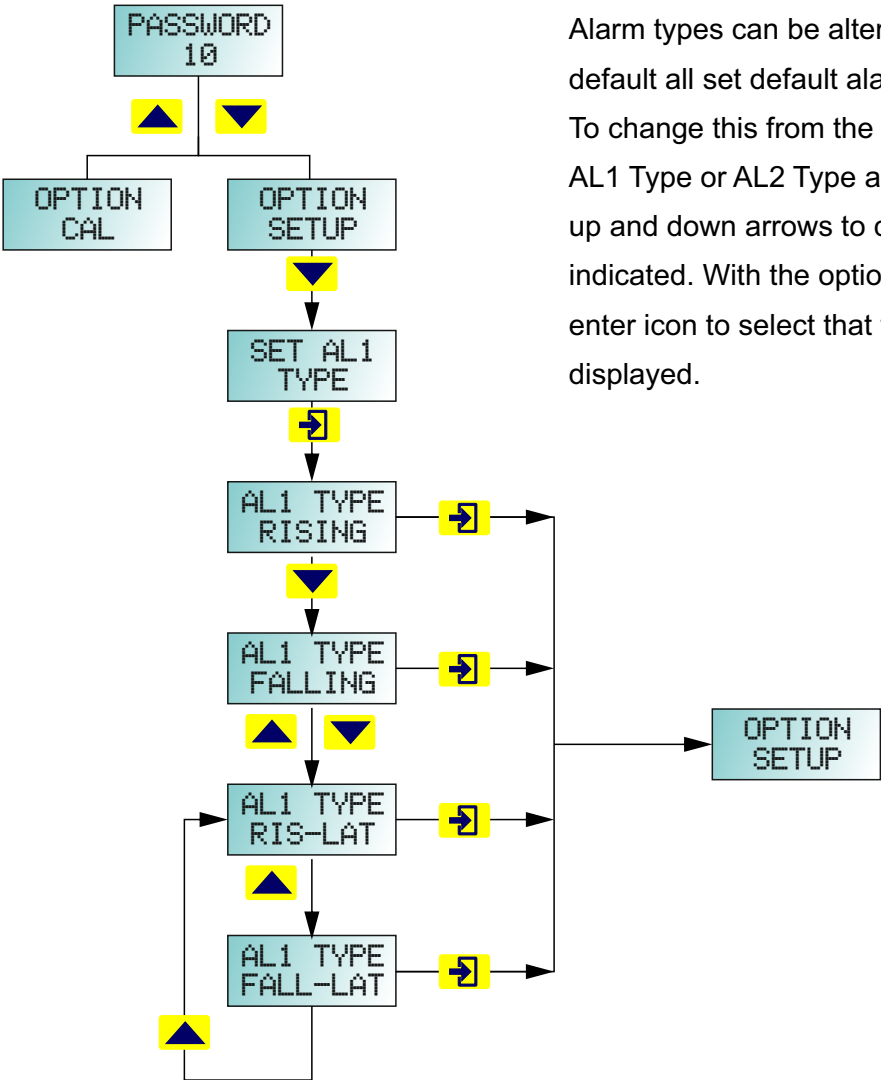 PASSWORD
10
Alarm types can be alter
default all set default ala
To change this from the
AL1 Type or AL2 Type a
up and down arrows to
indicated. With the optio
enter icon to select that
displayed.
OPTION
CAL
OPTION
SETUP
SET AL1
TYPE
AL1 TYPE
RISING
AL1 TYPE
FALLING
OPTION
SETUP
AL1 TYPE
RIS-LAT
AL1 TYPE
FALL-LAT